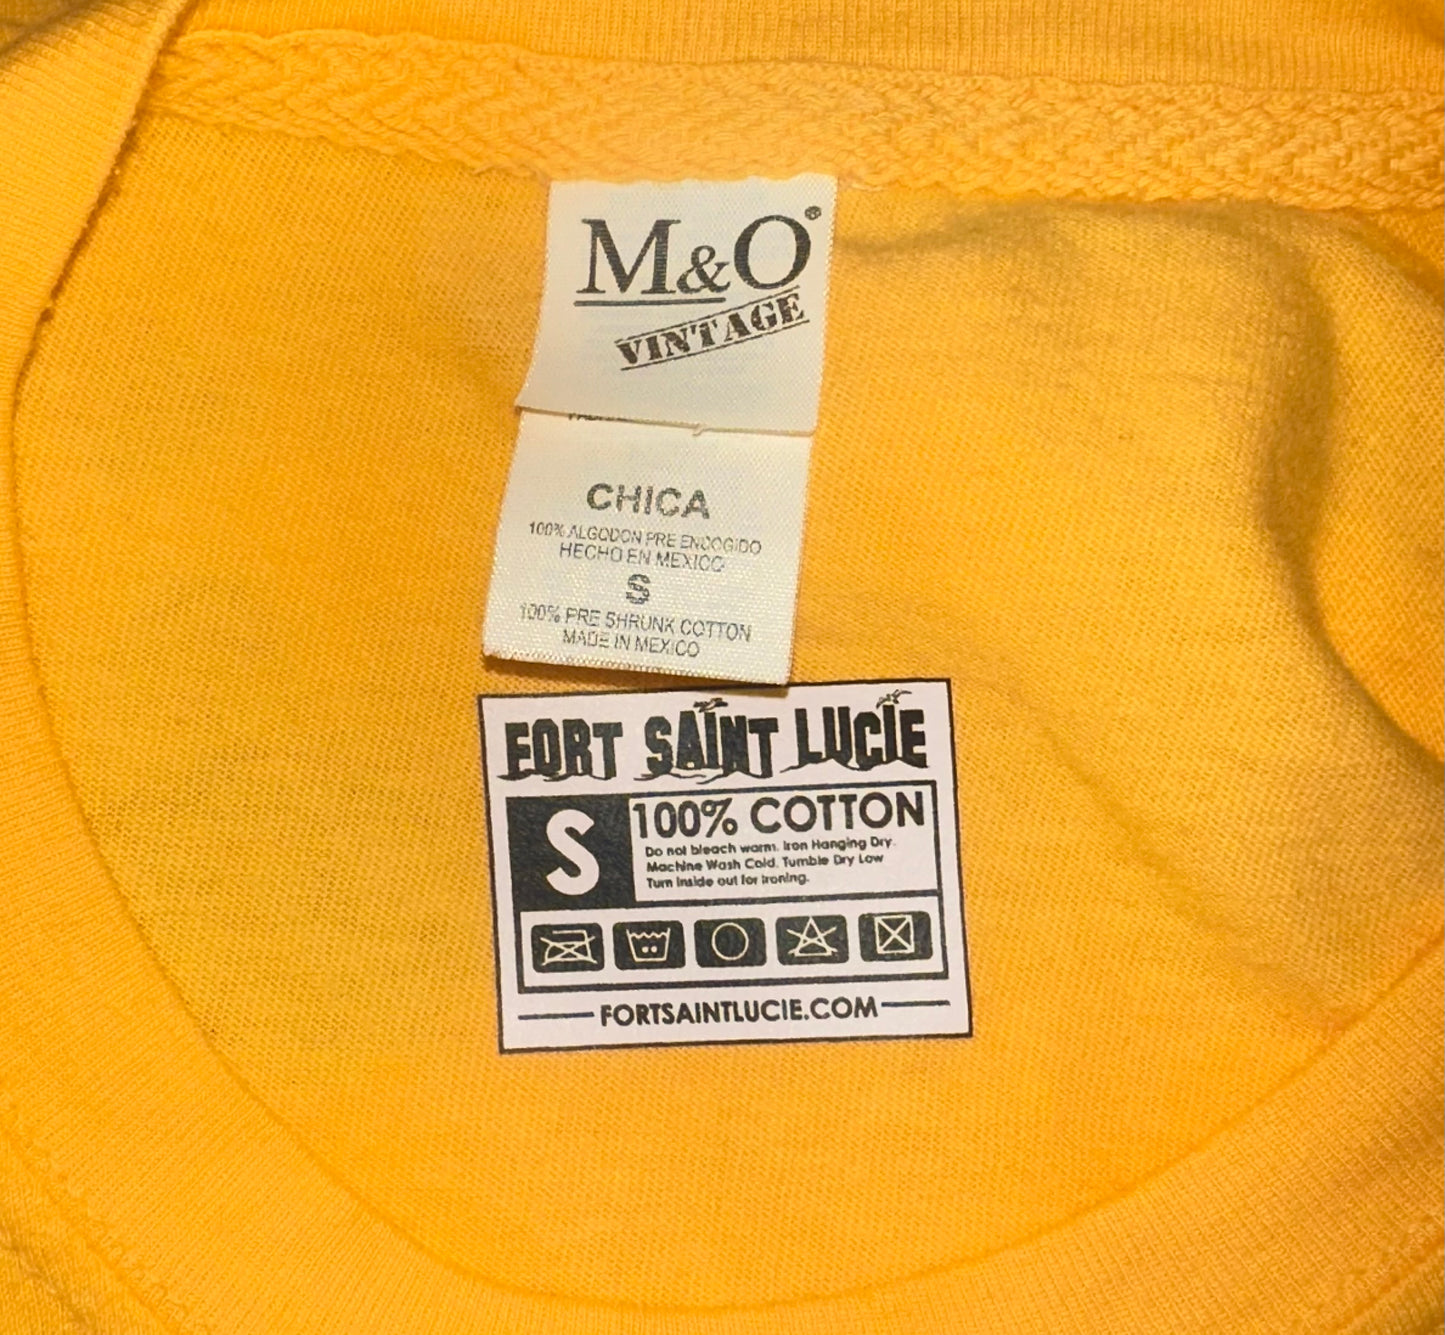 M&O®
VINTAGE
CHICA
100% ALGODON PRE ENCOGIDO
HECHO EN MEXICO
S
100% PRE SHRUNK COTTON
MADE IN MEXICO
FORT SAINT LUCIE
S
100% COTTON
Do not bleach warm. Iron Hanging Dry.
Machine Wash Cold. Tumble Dry Low
Turn inside out for ironing.
FORTSAINTLUCIE.COM